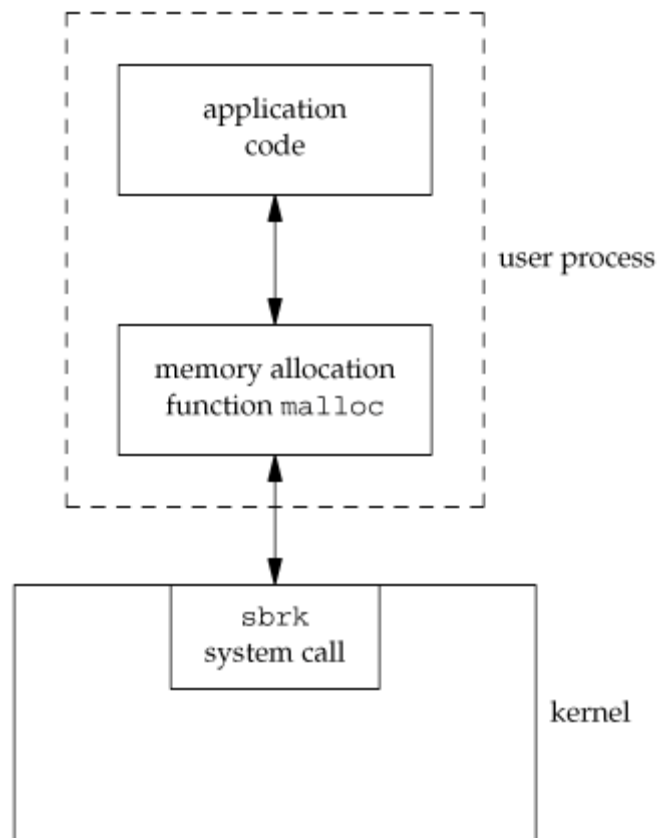 application
code
user process
memory allocation
function malloc
sbrk
system call
kernel